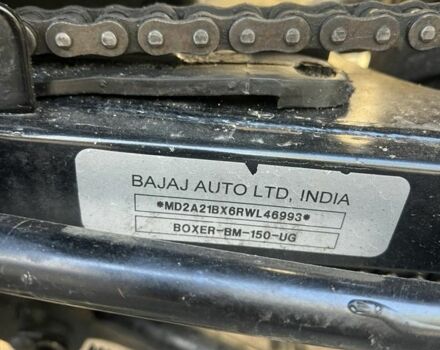 BAJAJ AUTO LTD, INDIA
*MD2A21BX6RWL46993*
BOXER-BM-150-UG